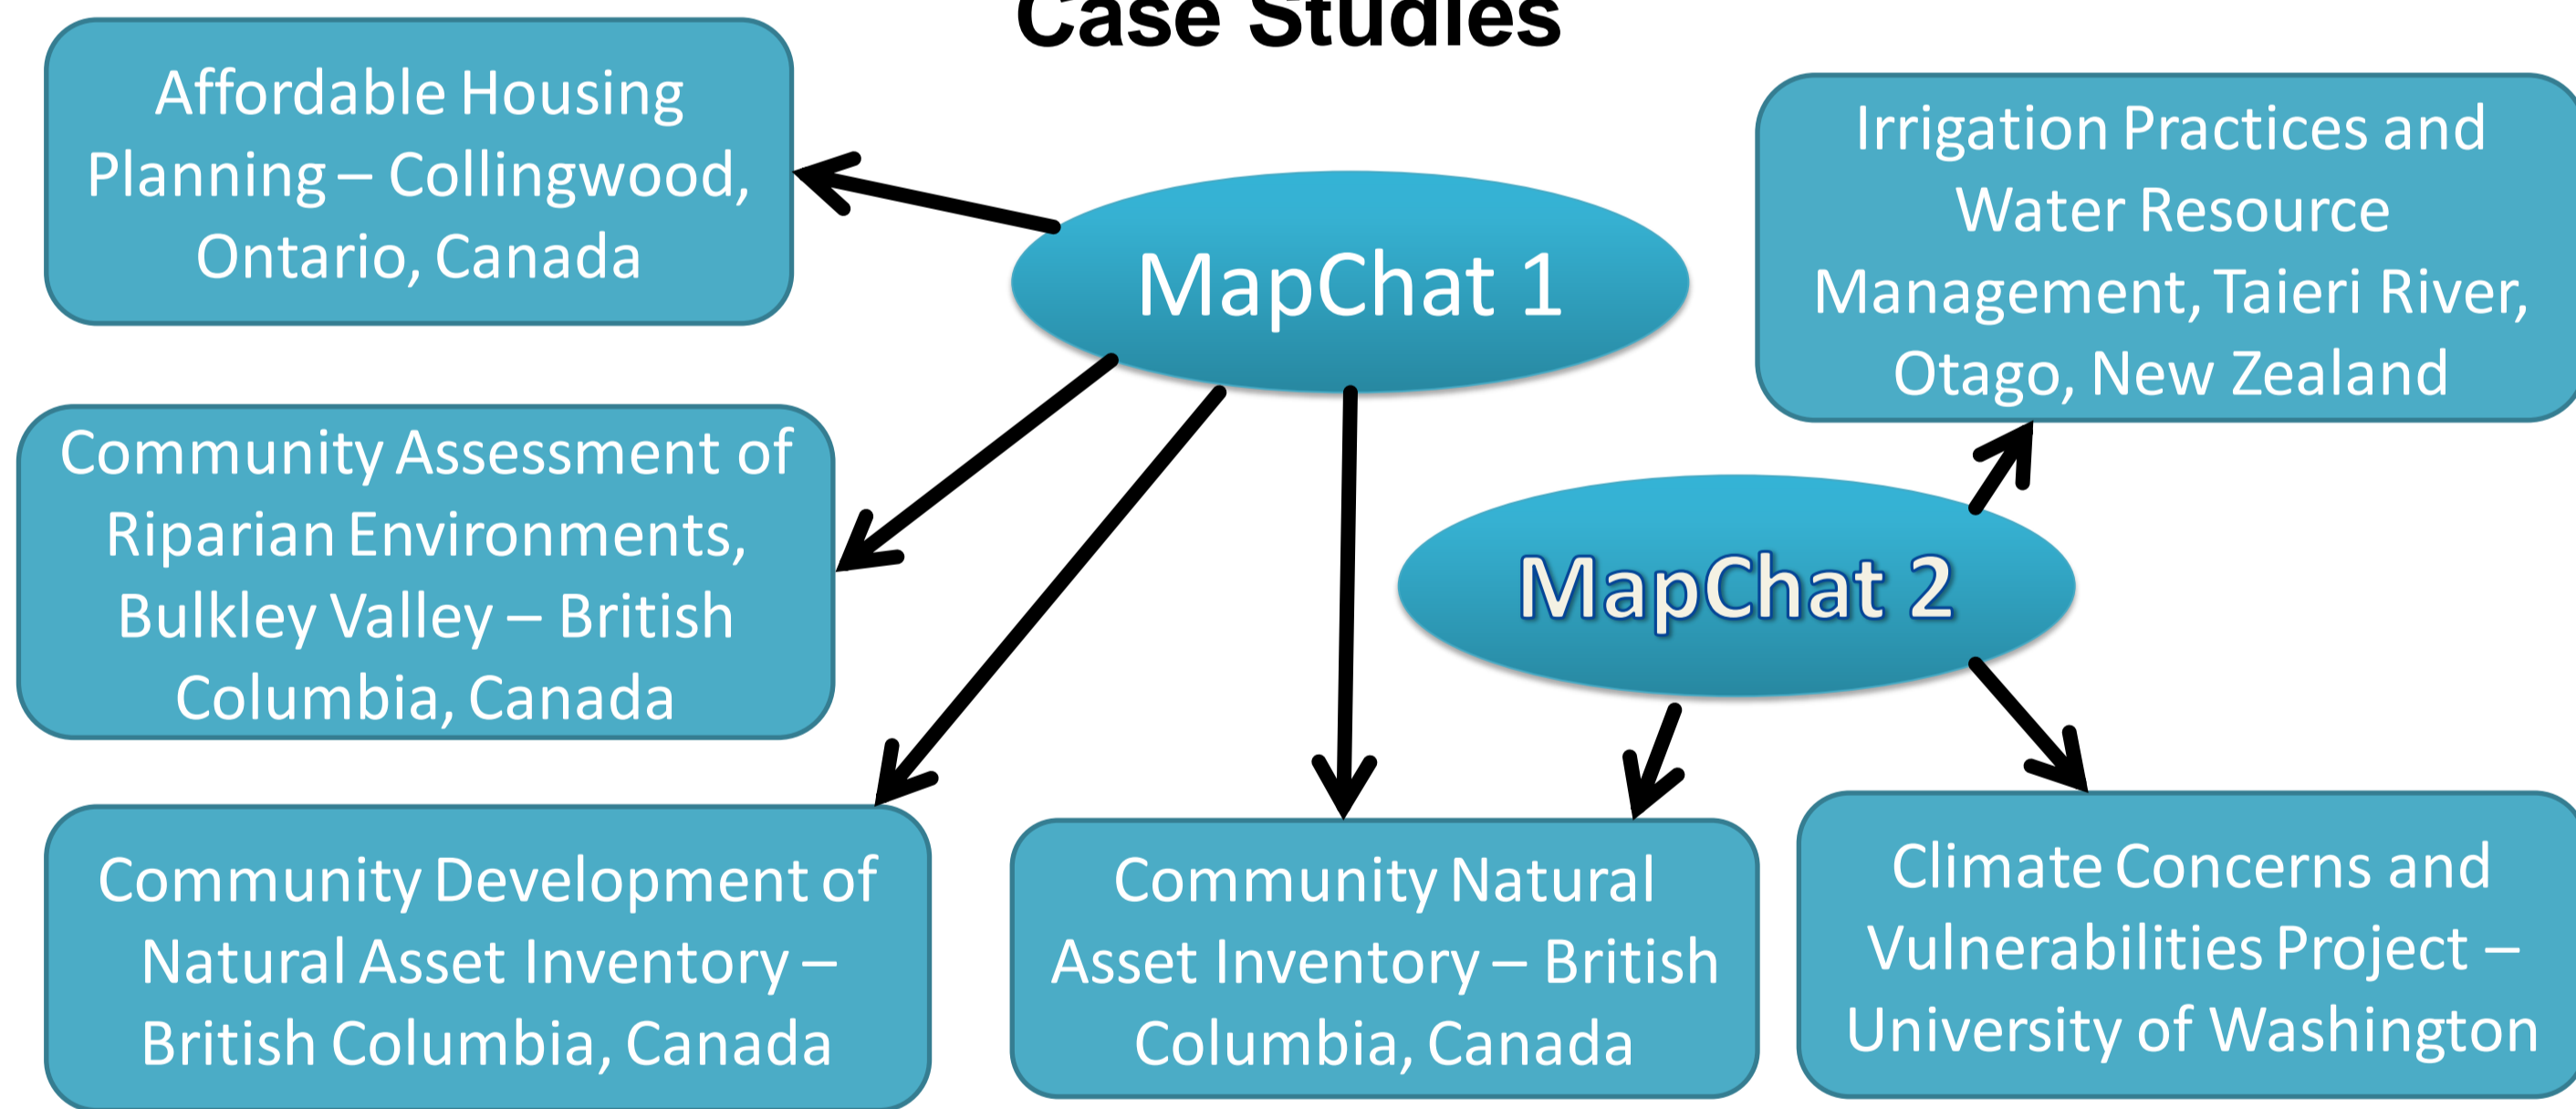 Case Studies
Affordable Housing
Planning – Collingwood,
Ontario, Canada
MapChat 1
Irrigation Practices and
Water Resource
Management, Taieri River,
Otago, New Zealand
Community Assessment of
Riparian Environments,
Bulkley Valley – British
Columbia, Canada
MapChat 2
Community Development of
Natural Asset Inventory –
British Columbia, Canada
Community Natural
Asset Inventory – British
Columbia, Canada
Climate Concerns and
Vulnerabilities Project –
University of Washington